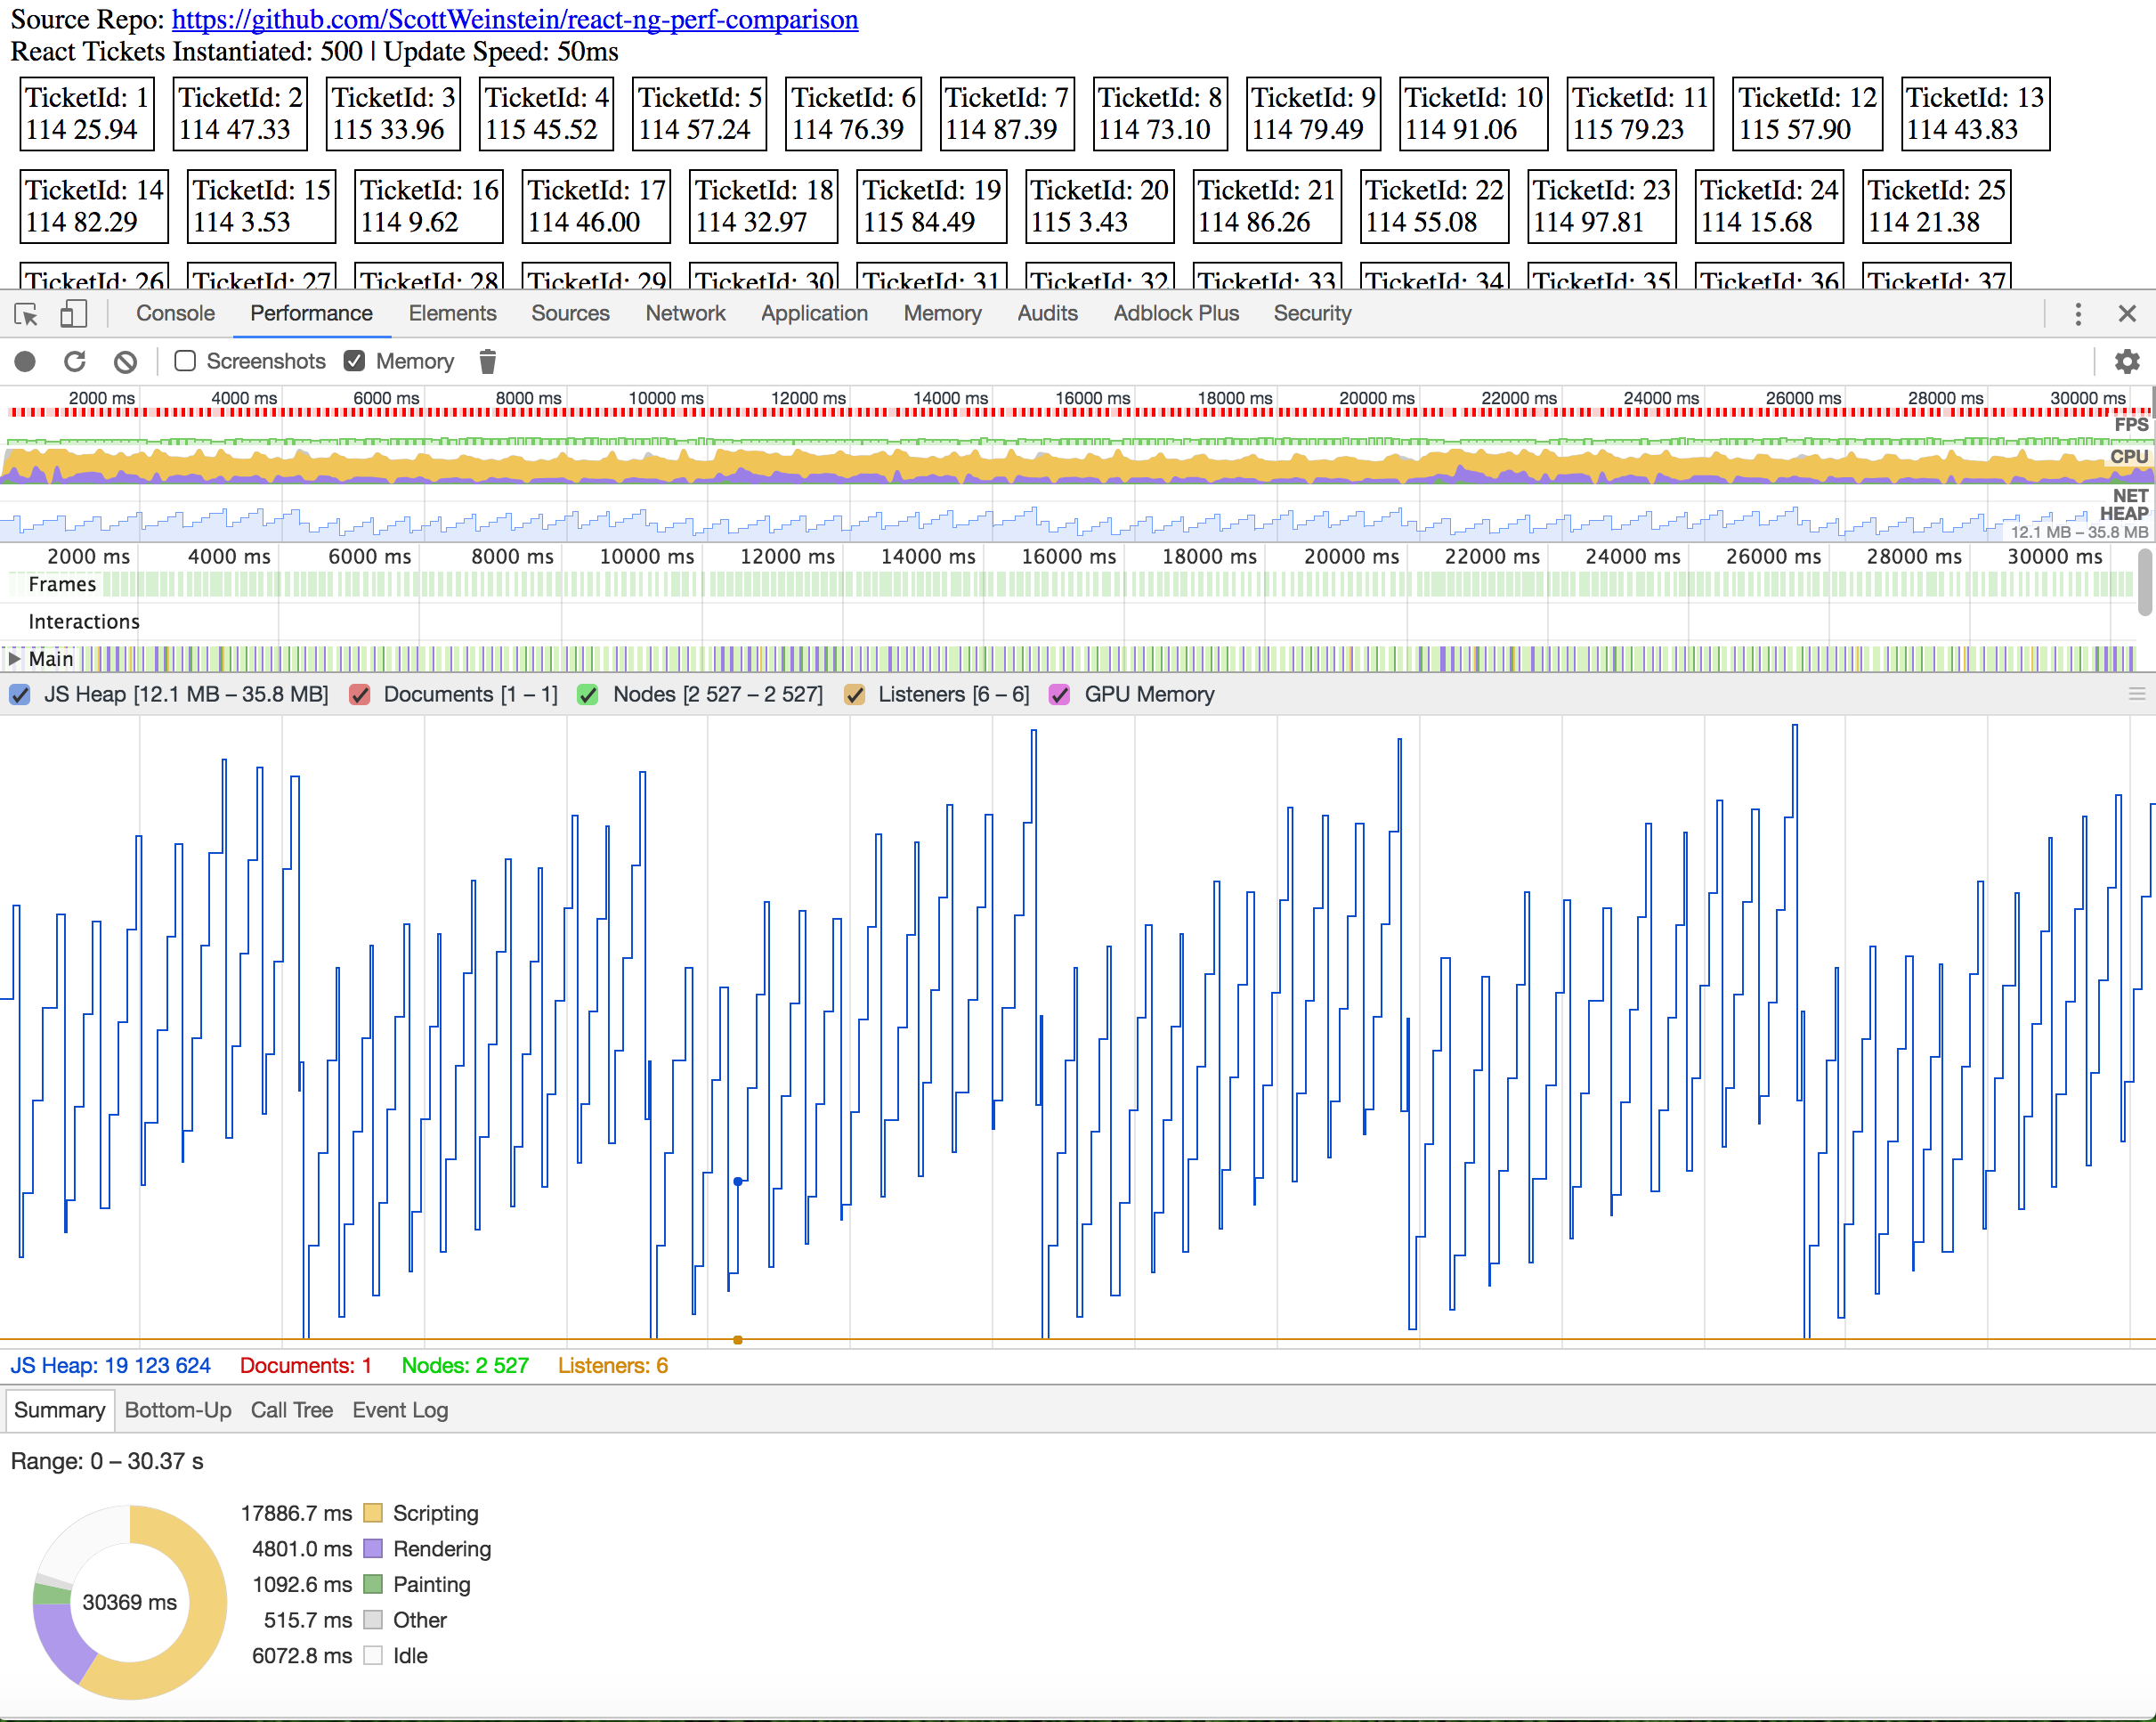 Source Repo: https://github.com/ScottWeinstein/react-ng-perf-comparison
React Tickets Instantiated: 500 | Update Speed: 50ms
TicketId: 1 TicketId: 2 TicketId: 3 TicketId: 4 TicketId: 5 TicketId: 6 TicketId: 7 TicketId: 8 TicketId: 9 TicketId: 10 TicketId: 11 TicketId: 12 TicketId: 13
114 25.94 114 47.33 115 33.96 115 45.52 114 57.24 114 76.39 114 87.39 114 73.10 114 79.49 114 91.06 115 79.23 115 57.90 114 43.83
TicketId: 14 TicketId: 15 TicketId: 16 TicketId: 17 TicketId: 18 TicketId: 19 TicketId: 20 TicketId: 21 TicketId: 22 TicketId: 23 TicketId: 24 TicketId: 25
114 82.29 114 3.53 114 9.62 114 46.00 114 32.97 115 84.49 115 3.43 114 86.26 114 55.08 114 97.81 114 15.68 114 21.38
TicketId: 26 TicketId: 27 TicketId: 28 TicketId: 29 TicketId: 30 TicketId: 31 TicketId: 32 TicketId: 33 TicketId: 34 TicketId: 35 TicketId: 36 TicketId: 37
Console Performance Elements Sources Network Application Memory Audits Adblock Plus Security
Screenshots Memory
2000 ms 4000 ms 6000 ms 8000 ms 10000 ms 12000 ms 14000 ms 16000 ms 18000 ms 20000 ms 22000 ms 24000 ms 26000 ms 28000 ms 30000 ms
FPS
CPU
NET
HEAP
12.1 MB – 35.8 MB
2000 ms 4000 ms 6000 ms 8000 ms 10000 ms 12000 ms 14000 ms 16000 ms 18000 ms 20000 ms 22000 ms 24000 ms 26000 ms 28000 ms 30000 ms
Frames
Interactions
Main
JS Heap [12.1 MB – 35.8 MB] Documents [1 – 1] Nodes [2 527 – 2 527] Listeners [6 – 6] GPU Memory
JS Heap: 19 123 624 Documents: 1 Nodes: 2 527 Listeners: 6
Summary Bottom-Up Call Tree Event Log
Range: 0 – 30.37 s
17886.7 ms Scripting
4801.0 ms Rendering
1092.6 ms Painting
30369 ms
515.7 ms Other
6072.8 ms Idle